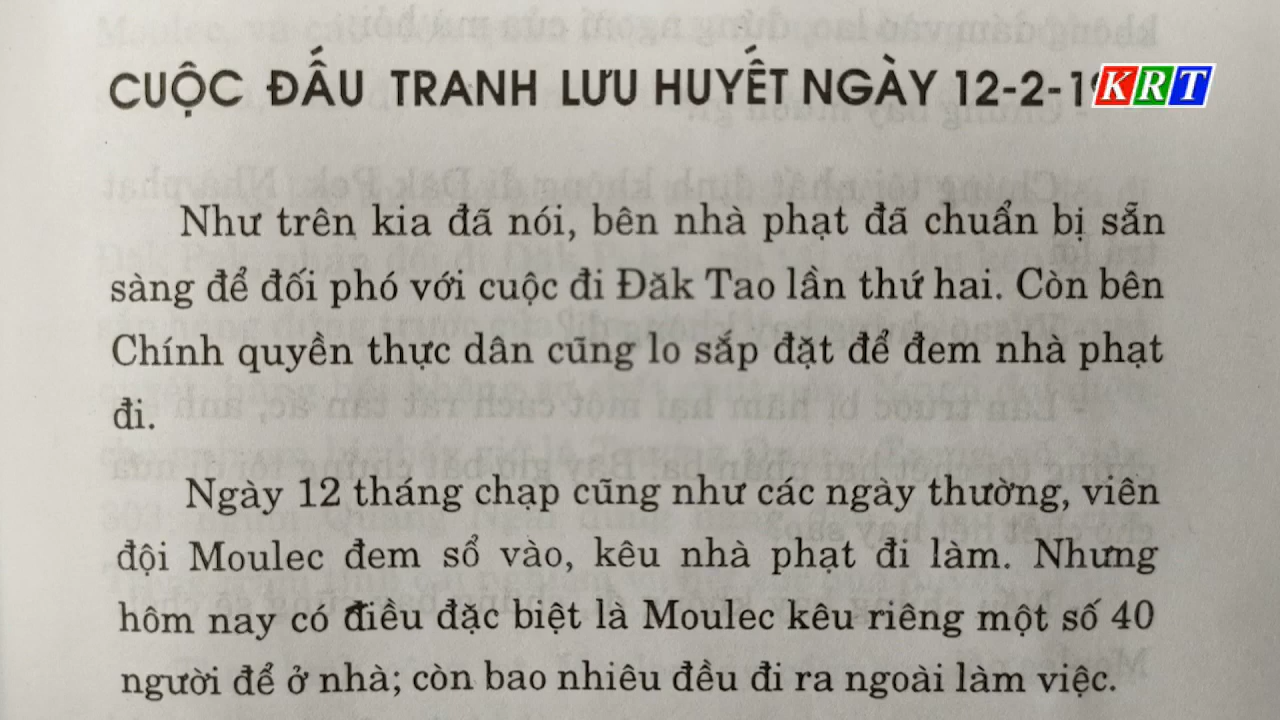 CUỘC ĐẤU TRANH LƯU HUYẾT NGÀY 12-2-19
KRT
Như trên kia đã nói, bên nhà phạt đã chuẩn bị sẵn
sàng để đối phó với cuộc đi Đăk Tao lần thứ hai. Còn bên
Chính quyền thực dân cũng lo sắp đặt để đem nhà phạt
đi.
Ngày 12 tháng chạp cũng như các ngày thường, viên
đội Moulec đem sổ vào, kêu nhà phạt đi làm. Nhưng
hôm nay có điều đặc biệt là Moulec kêu riêng một số 40
người để ở nhà; còn bao nhiêu đều đi ra ngoài làm việc.